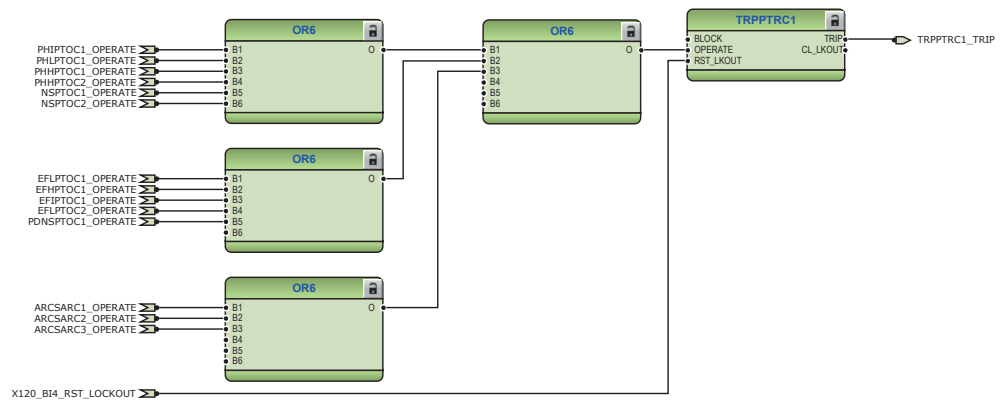 OR6
PHIPTOC1_OPERATE B1 O
PHLPTOC1_OPERATE B2
PHHPTOC1_OPERATE B3
PHHPTOC2_OPERATE B4
NSPTOC1_OPERATE B5
NSPTOC2_OPERATE B6
OR6
B1 O
B2
B3
B4
B5
B6
TRPPTRC1
BLOCK TRIP
OPERATE CL_LKOUT
RST_LKOUT
TRPPTRC1_TRIP
OR6
EFLPTOC1_OPERATE B1 O
EFHPTOC1_OPERATE B2
EFIPTOC1_OPERATE B3
EFLPTOC2_OPERATE B4
PDNSPTOC1_OPERATE B5
B6
OR6
ARCSARC1_OPERATE B1 O
ARCSARC2_OPERATE B2
ARCSARC3_OPERATE B3
B4
B5
B6
X120_BI4_RST_LOCKOUT